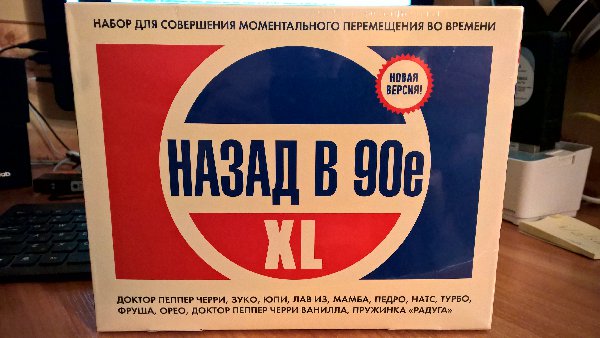 НАБОР ДЛЯ СОВЕРШЕНИЯ МОМЕНТАЛЬНОГО ПЕРЕМЕЩЕНИЯ ВО ВРЕМЕНИ
НОВАЯ
ВЕРСИЯ!
НАЗАД В 90е
XL
ДОКТОР ПЕППЕР ЧЕРРИ, ЗУКО, ЮПИ, ЛАВ ИЗ, МАМБА, ПЕДРО, НАТС, ТУРБО,
ФРУША, ОРЕО, ДОКТОР ПЕППЕР ЧЕРРИ ВАНИЛЛА, ПРУЖИНКА «РАДУГА»